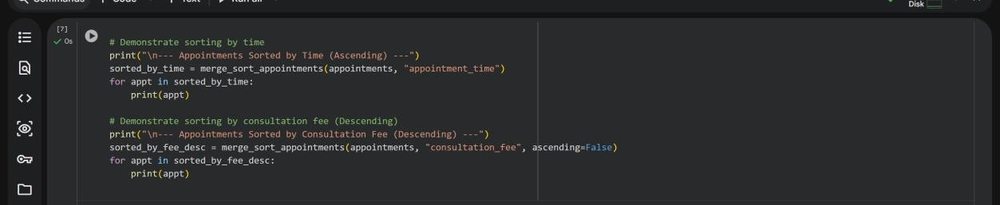 Commands + Code + Text Run all
Disk
[7]
0s
# Demonstrate sorting by time
print("\n--- Appointments Sorted by Time (Ascending) ---")
sorted_by_time = merge_sort_appointments(appointments, "appointment_time")
for appt in sorted_by_time:
    print(appt)

# Demonstrate sorting by consultation fee (Descending)
print("\n--- Appointments Sorted by Consultation Fee (Descending) ---")
sorted_by_fee_desc = merge_sort_appointments(appointments, "consultation_fee", ascending=False)
for appt in sorted_by_fee_desc:
    print(appt)